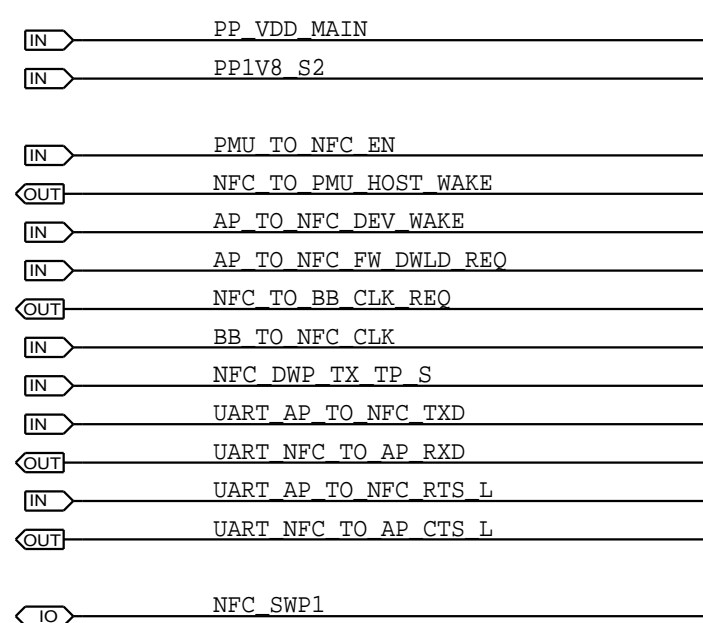 IN PP_VDD_MAIN
IN PP1V8_S2
IN PMU_TO_NFC_EN
OUT NFC_TO_PMU_HOST_WAKE
IN AP_TO_NFC_DEV_WAKE
IN AP_TO_NFC_FW_DWLD_REQ
OUT NFC_TO_BB_CLK_REQ
IN BB_TO_NFC_CLK
IN NFC_DWP_TX_TP_S
IN UART_AP_TO_NFC_TXD
OUT UART_NFC_TO_AP_RXD
IN UART_AP_TO_NFC_RTS_L
OUT UART_NFC_TO_AP_CTS_L
IO NFC_SWP1